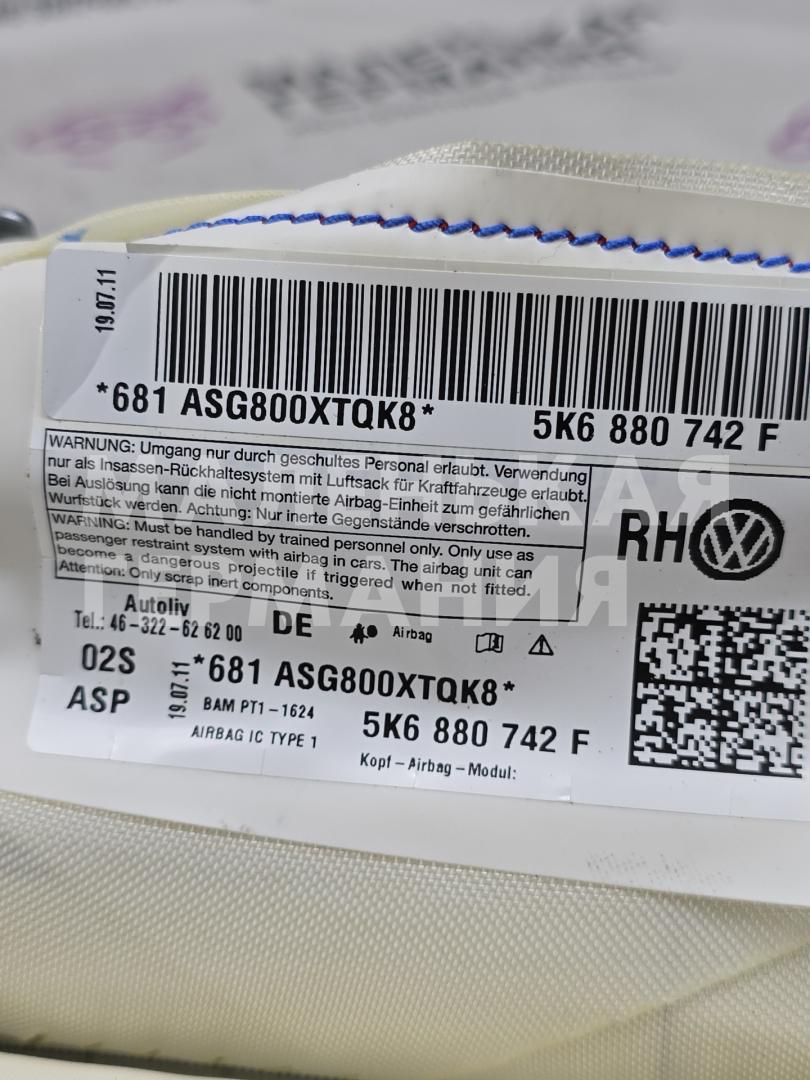 19.07.11
*681 ASG800XTQK8*
5K6 880 742 F
WARNUNG: Umgang nur durch geschultes Personal erlaubt. Verwendung
nur als Insassen-Rückhaltesystem mit Luftsack für Kraftfahrzeuge erlaubt.
Bei Auslösung kann die nicht montierte Airbag-Einheit zum gefährlichen
Wurfstück werden. Achtung: Nur inerte Gegenstände verschrotten.
WARNING: Must be handled by trained personnel only. Only use as
passenger restraint system with airbag in cars. The airbag unit can
become a dangerous projectile if triggered when not fitted.
Attention: Only scrap inert components.
RH
Autoliv
Tel.: 46-322-62 62 00
DE
Airbag
02S
ASP
19.07.11
*681 ASG800XTQK8*
BAM PT1-1624
5K6 880 742 F
AIRBAG IC TYPE 1
Kopf-Airbag-Modul:
МАЛЕНЬКАЯ
ГЕРМАНИЯ